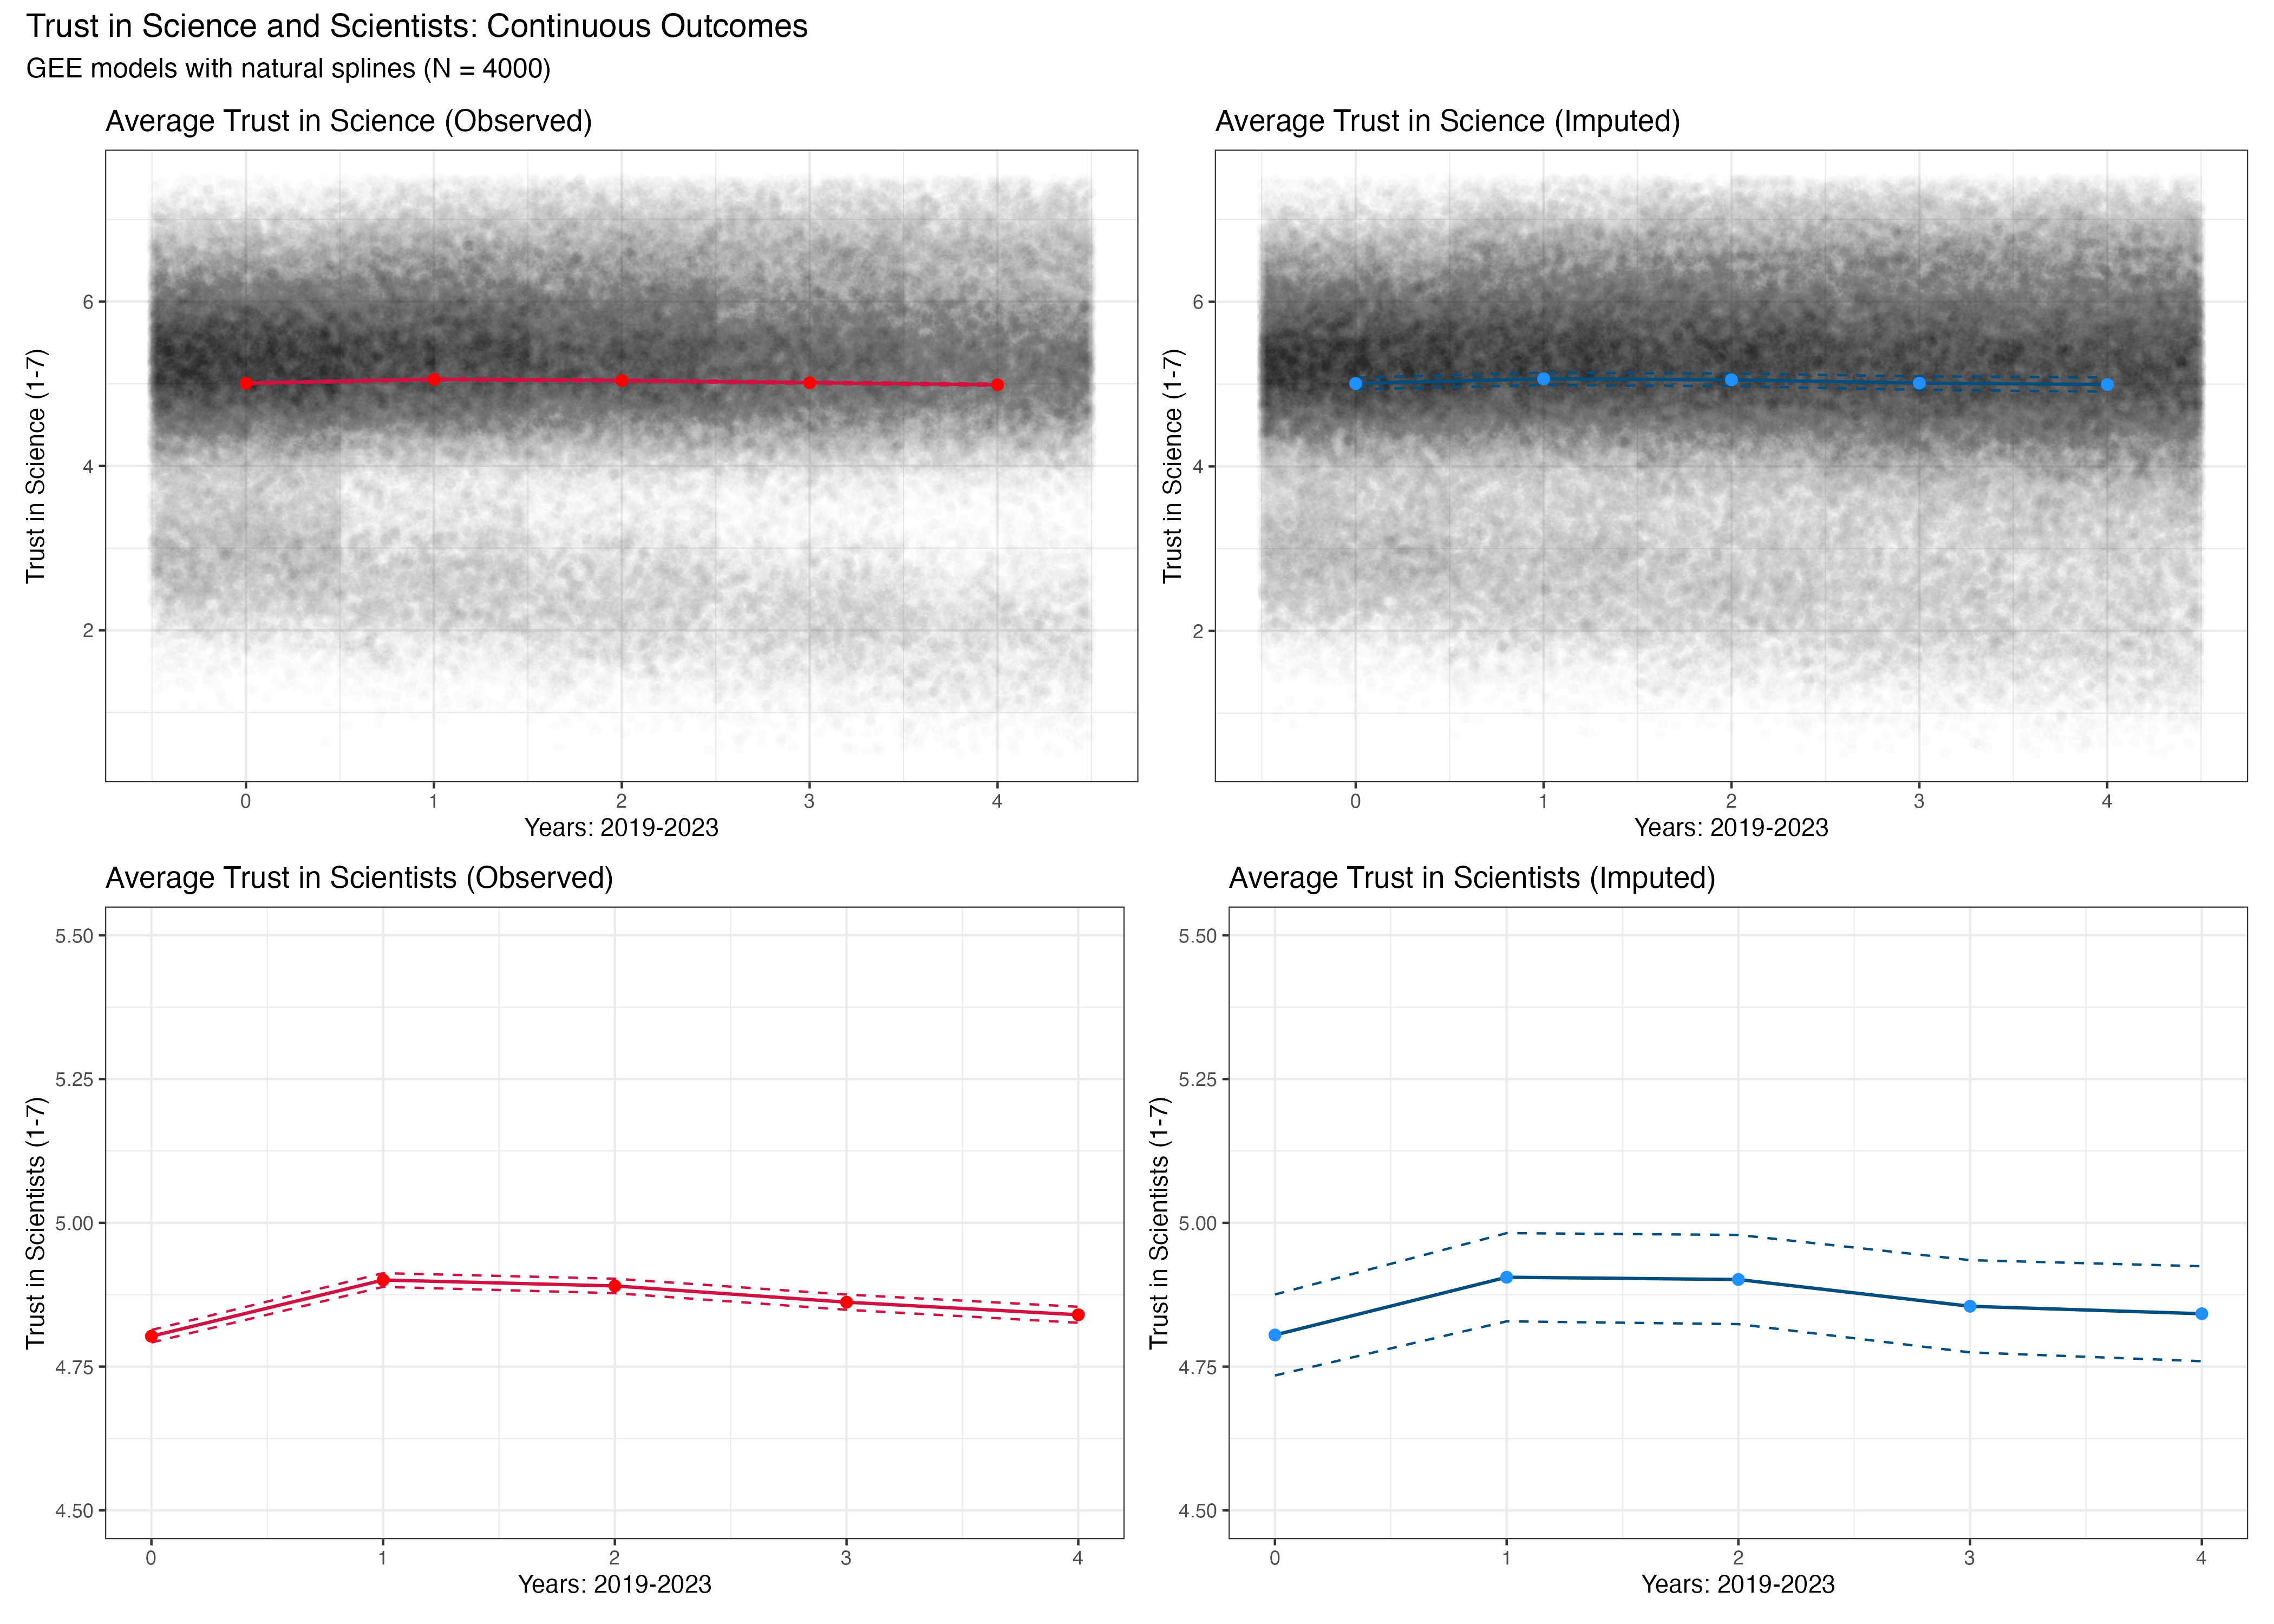 Trust in Science and Scientists: Continuous Outcomes
GEE models with natural splines (N = 4000)
Average Trust in Science (Observed)
Trust in Science (1-7)
6
4
2
0 1 2 3 4
Years: 2019-2023
Average Trust in Science (Imputed)
Trust in Science (1-7)
6
4
2
0 1 2 3 4
Years: 2019-2023
Average Trust in Scientists (Observed)
Trust in Scientists (1-7)
5.50
5.25
5.00
4.75
4.50
0 1 2 3 4
Years: 2019-2023
Average Trust in Scientists (Imputed)
Trust in Scientists (1-7)
5.50
5.25
5.00
4.75
4.50
0 1 2 3 4
Years: 2019-2023